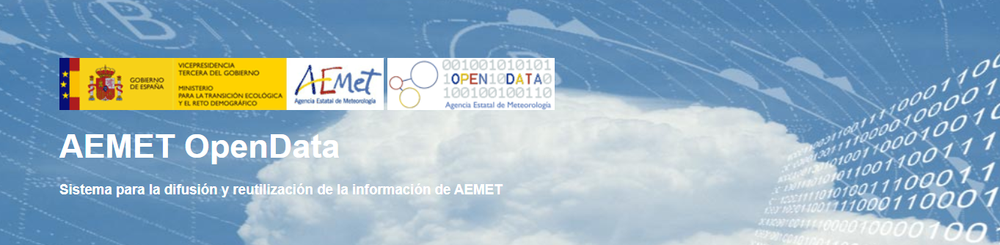 GOBIERNO
DE ESPAÑA
VICEPRESIDENCIA
TERCERA DEL GOBIERNO
MINISTERIO
PARA LA TRANSICIÓN ECOLÓGICA
Y EL RETO DEMOGRÁFICO
AEMet
Agencia Estatal de Meteorología
001001010101
1OPEN10DATA0
100100100110
Agencia Estatal de Meteorología
AEMET OpenData
Sistema para la difusión y reutilización de la información de AEMET